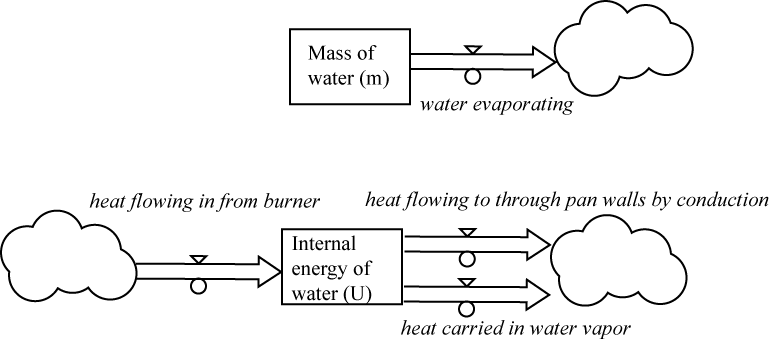 Mass of
water (m)
water evaporating
heat flowing in from burner
heat flowing to through pan walls by conduction
Internal
energy of
water (U)
heat carried in water vapor